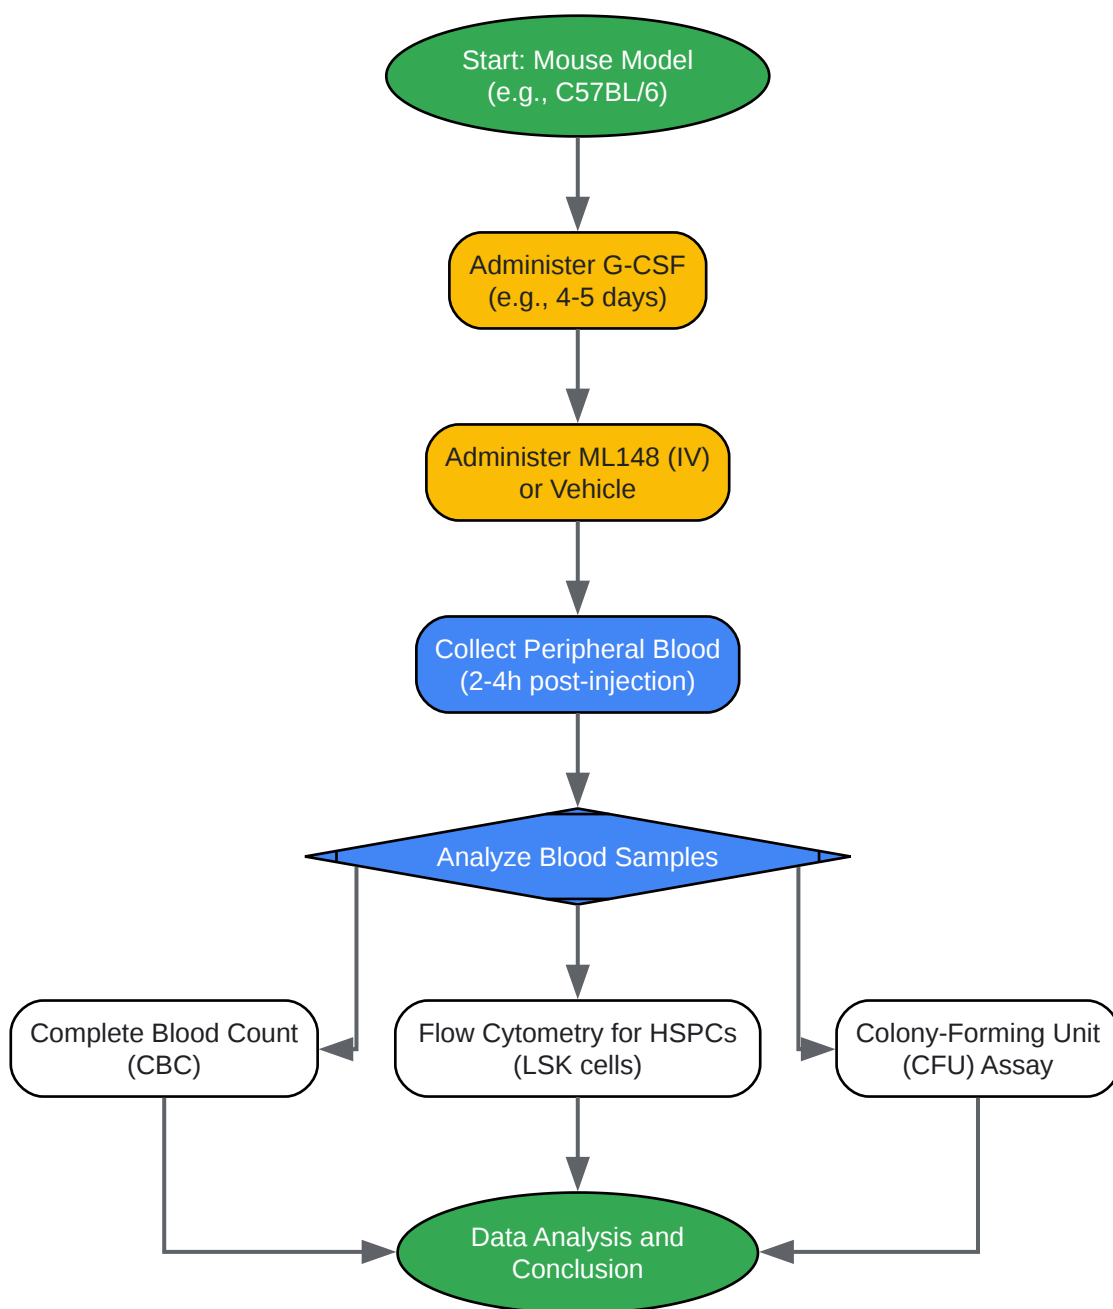 Start: Mouse Model
(e.g., C57BL/6)
Administer G-CSF
(e.g., 4-5 days)
Administer ML148 (IV)
or Vehicle
Collect Peripheral Blood
(2-4h post-injection)
Analyze Blood Samples
Complete Blood Count
(CBC)
Flow Cytometry for HSPCs
(LSK cells)
Colony-Forming Unit
(CFU) Assay
Data Analysis and
Conclusion